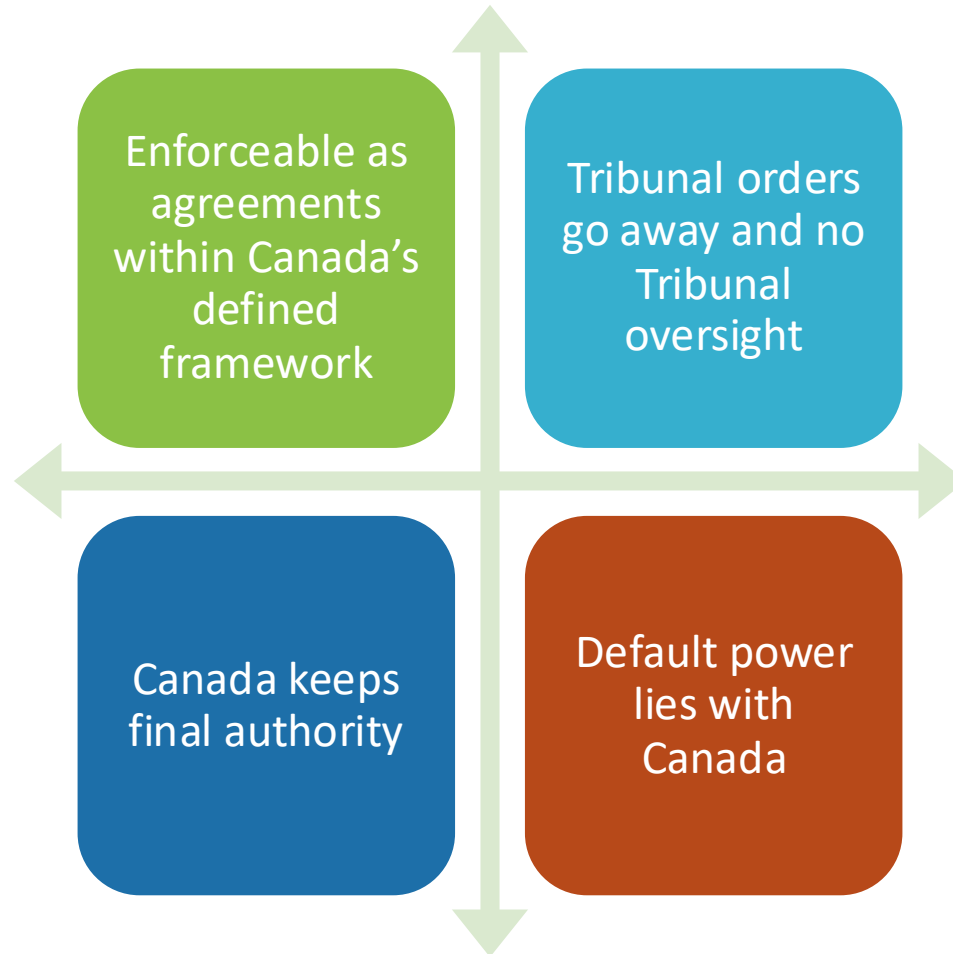 Enforceable as
agreements
within Canada’s
defined
framework
Tribunal orders
go away and no
Tribunal
oversight
Canada keeps
final authority
Default power
lies with
Canada